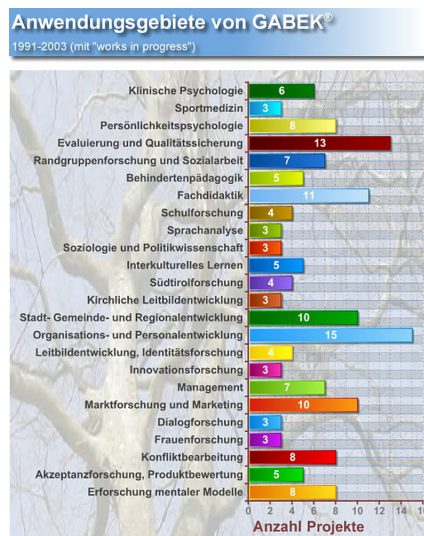 Anwendungsgebiete von GABEK®
1991-2003 (mit "works in progress")
Klinische Psychologie 6
Sportmedizin 3
Persönlichkeitspsychologie 8
Evaluierung und Qualitätssicherung 13
Randgruppenforschung und Sozialarbeit 7
Behindertenpädagogik 5
Fachdidaktik 11
Schulforschung 4
Sprachanalyse 3
Soziologie und Politikwissenschaft 3
Interkulturelles Lernen 5
Südtirolforschung 4
Kirchliche Leitbildentwicklung 3
Stadt- Gemeinde- und Regionalentwicklung 10
Organisations- und Personalentwicklung 15
Leitbildentwicklung, Identitätsforschung 4
Innovationsforschung 3
Management 7
Marktforschung und Marketing 10
Dialogforschung 3
Frauenforschung 3
Konfliktbearbeitung 8
Akzeptanzforschung, Produktbewertung 5
Erforschung mentaler Modelle 8
0 2 4 6 8 10 12 14
Anzahl Projekte